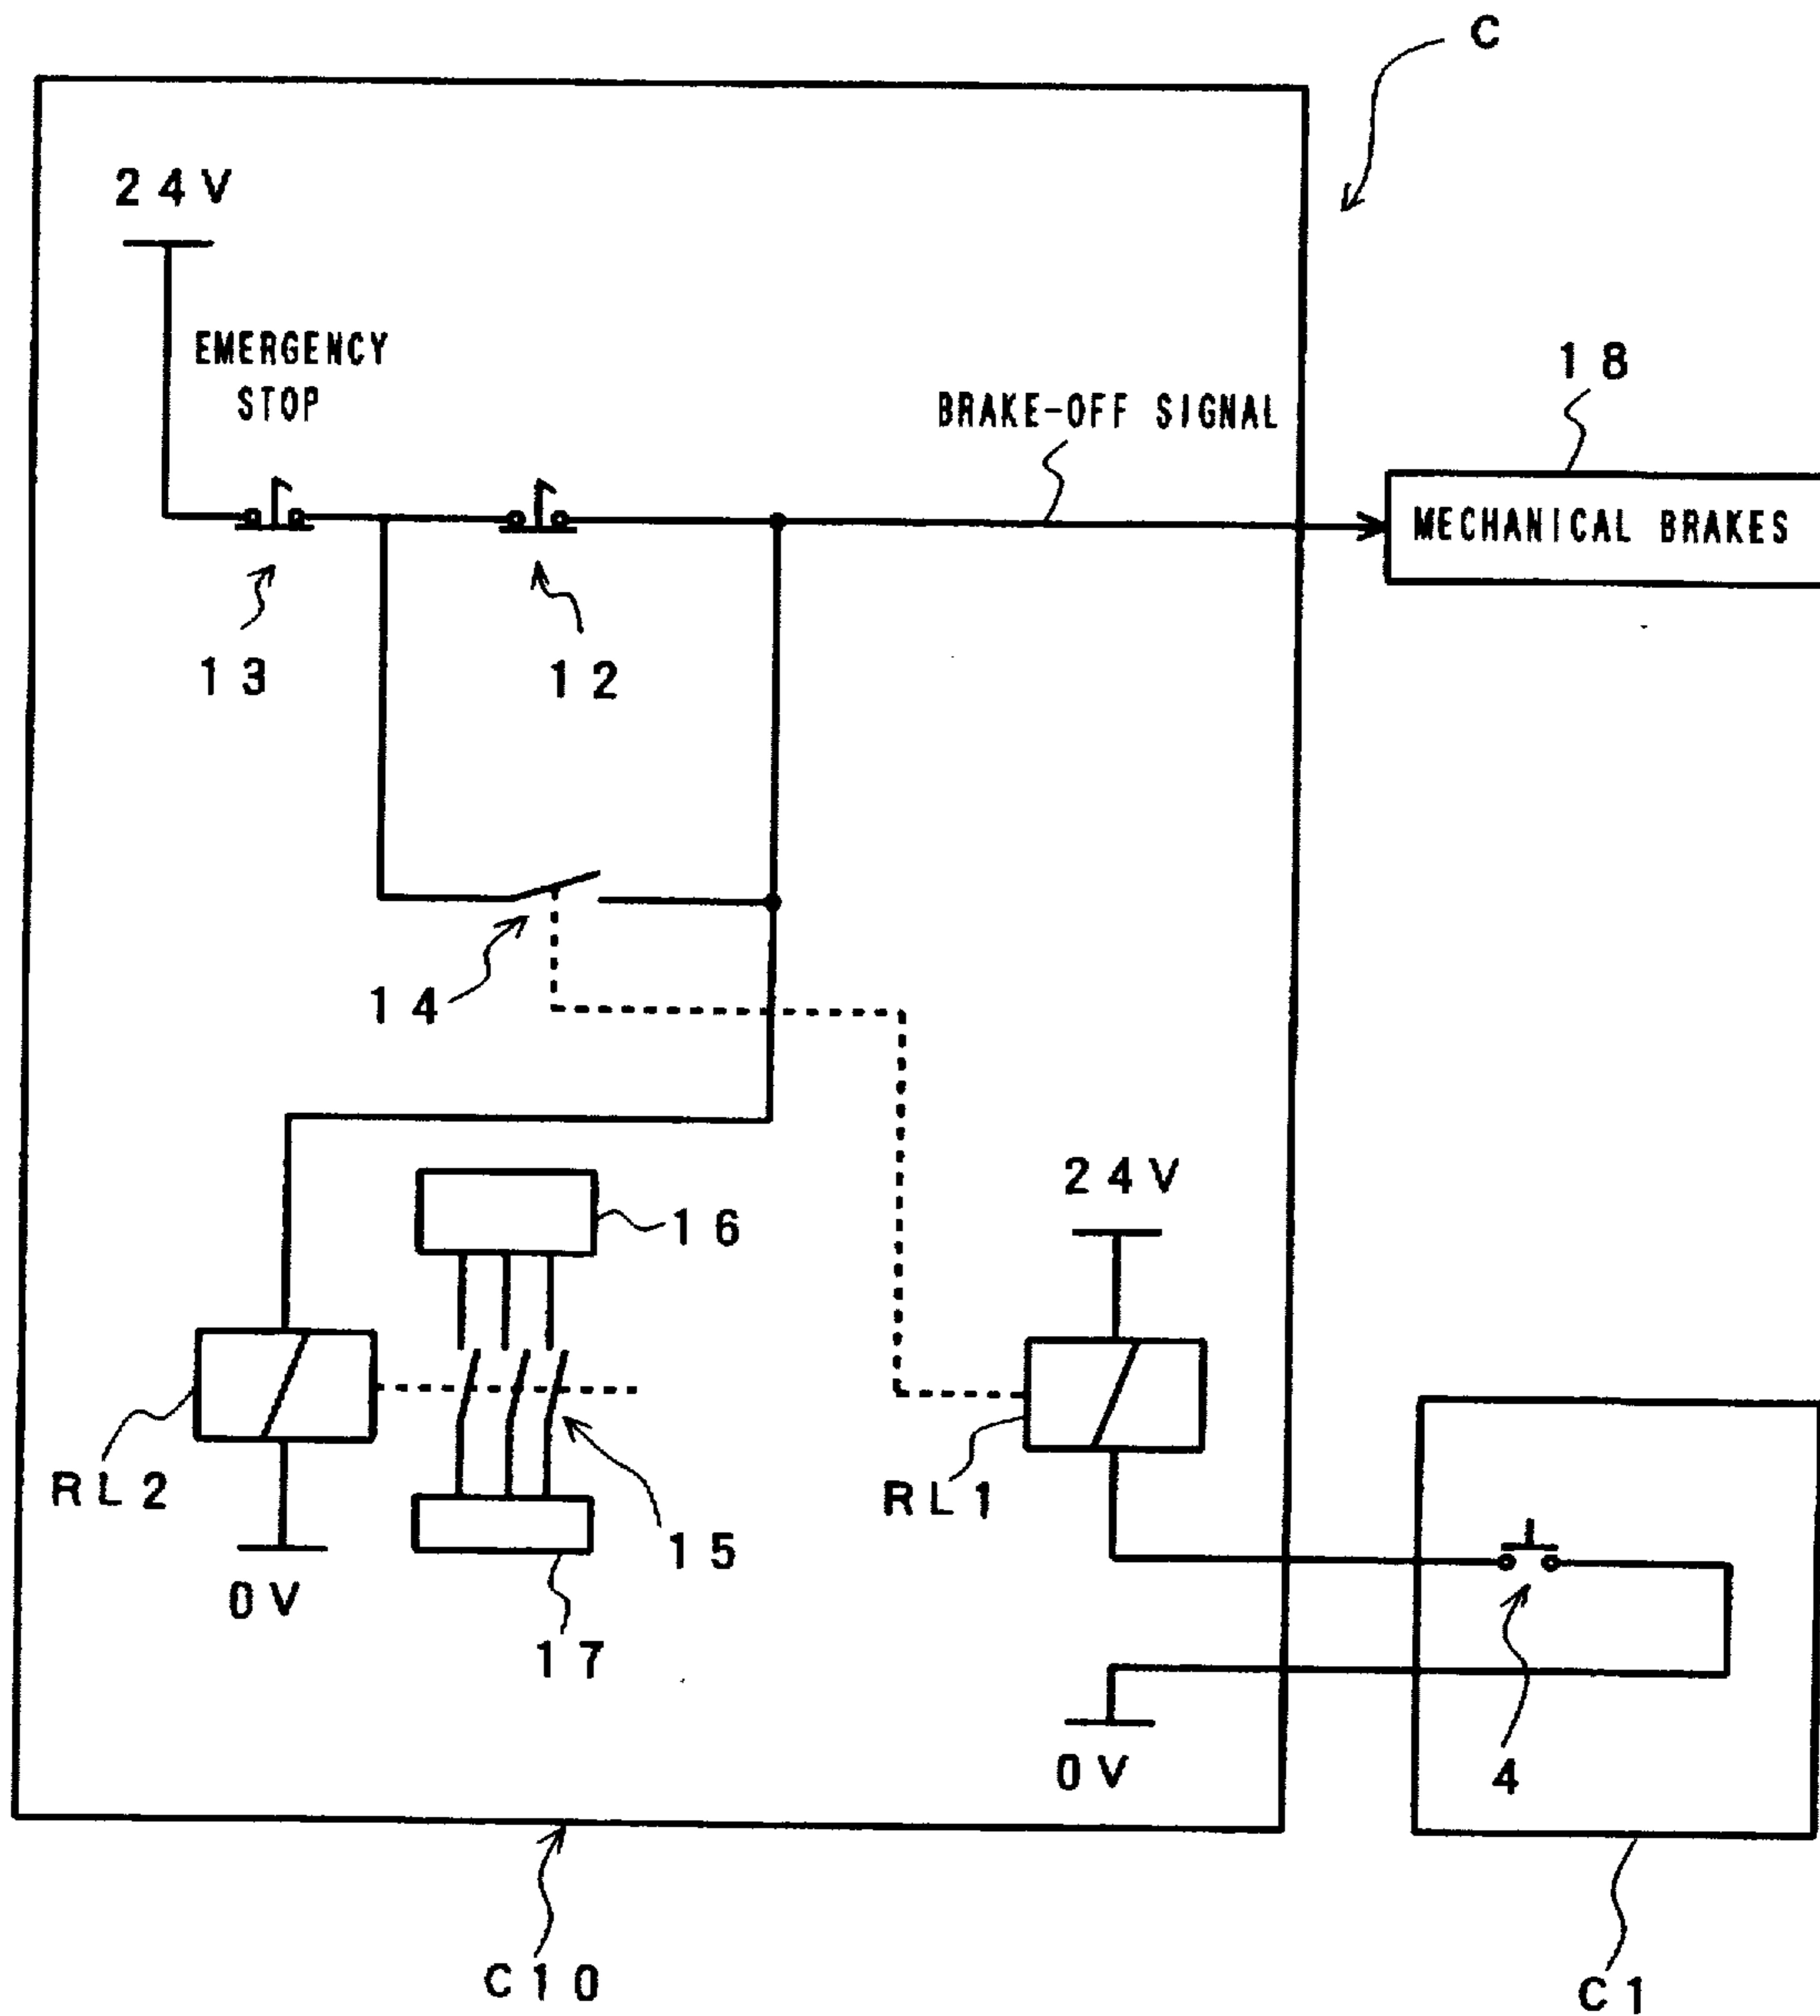 C
24V
EMERGENCY
STOP
BRAKE-OFF SIGNAL
18
MECHANICAL BRAKES
13
12
14
24V
16
RL2
RL1
15
0V
17
0V
4
C10
C1